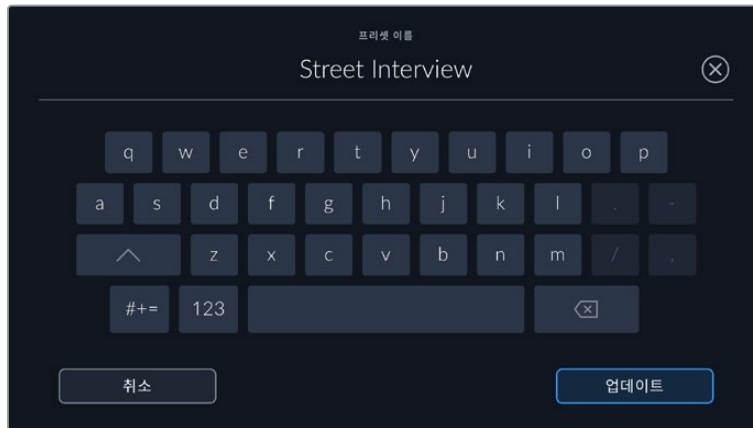 프리셋 이름
Street Interview
q w e r t y u i o p
a s d f g h j k l . -
z x c v b n m / ,
#+= 123
취소 업데이트